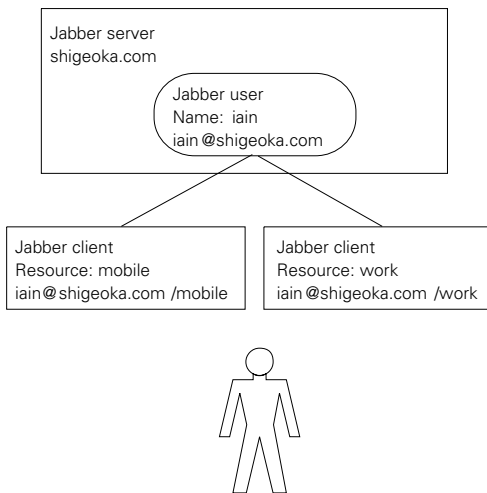 Jabber server
shigeoka.com
Jabber user
Name: iain
iain@shigeoka.com
Jabber client
Resource: mobile
iain@shigeoka.com /mobile
Jabber client
Resource: work
iain@shigeoka.com /work